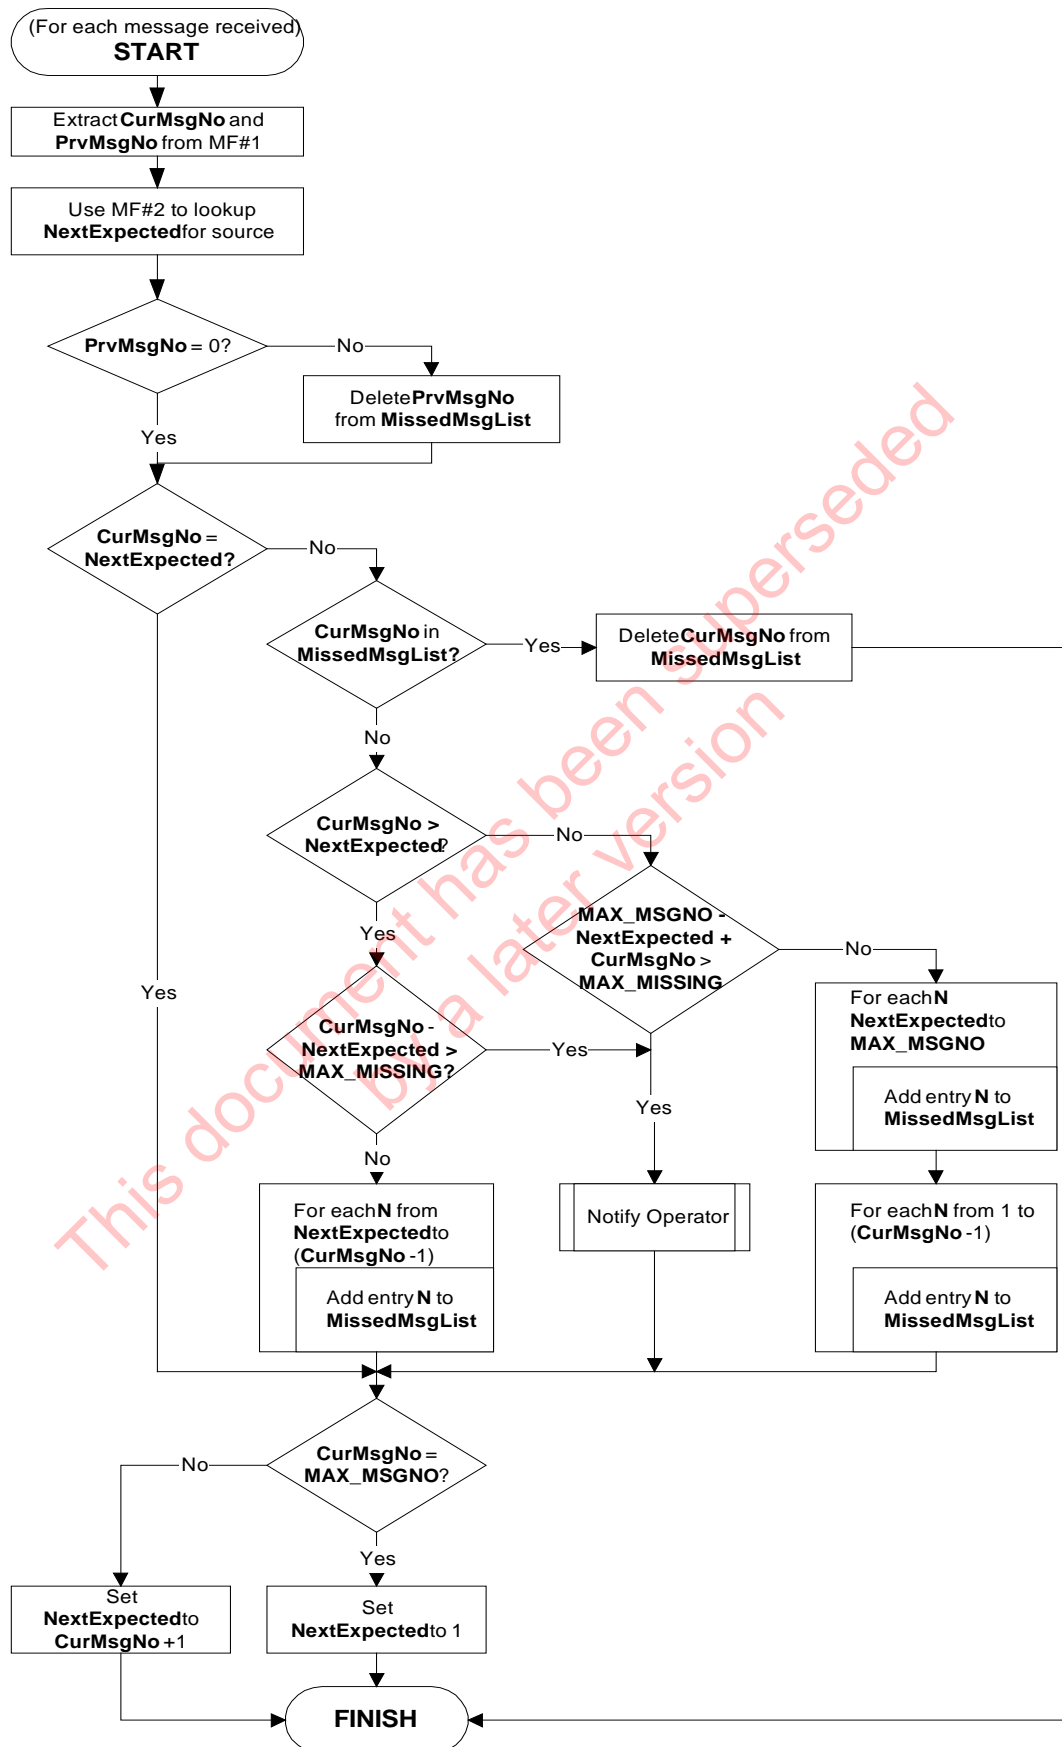 (For each message received)
START
Extract CurMsgNo and
PrvMsgNo from MF#1
Use MF#2 to lookup
NextExpected for source
PrvMsgNo = 0?
No
Delete PrvMsgNo
from MissedMsgList
Yes
CurMsgNo =
NextExpected?
No
CurMsgNo in
MissedMsgList?
Yes
Delete CurMsgNo from
MissedMsgList
No
CurMsgNo >
NextExpected?
No
MAX_MSGNO -
NextExpected +
CurMsgNo >
MAX_MISSING
No
Yes
Yes
CurMsgNo -
NextExpected >
MAX_MISSING?
Yes
For each N
NextExpected to
MAX_MSGNO
Add entry N to
MissedMsgList
Yes
No
For each N from
NextExpected to
(CurMsgNo -1)
Add entry N to
MissedMsgList
Notify Operator
For each N from 1 to
(CurMsgNo -1)
Add entry N to
MissedMsgList
CurMsgNo =
MAX_MSGNO?
No
Yes
Set
NextExpected to
CurMsgNo +1
Set
NextExpected to 1
FINISH
This document has been superseded
by a later version